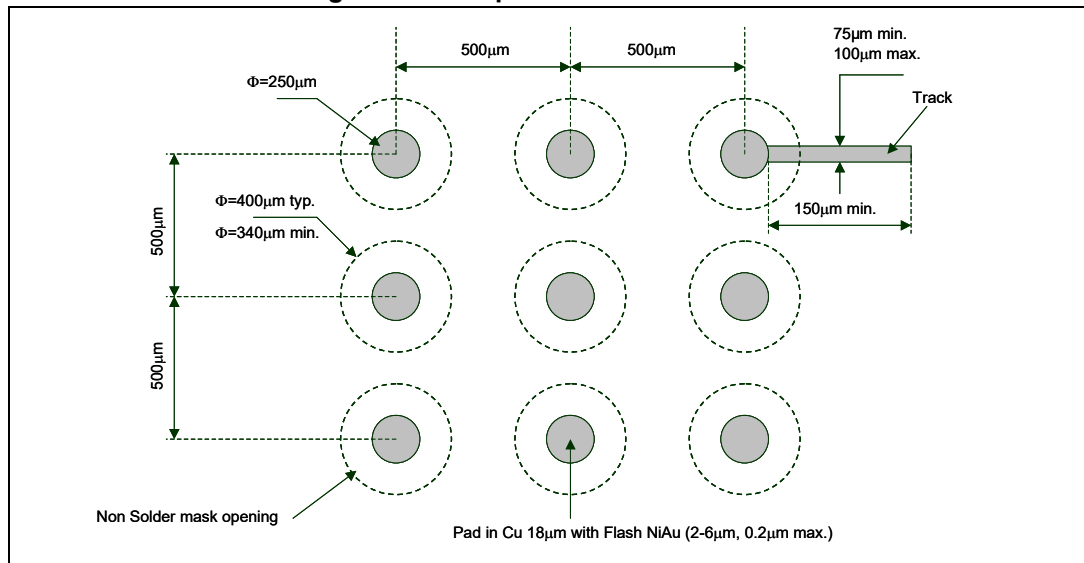 500μm
500μm
75μm min.
100μm max.
Φ=250μm
Track
Φ=400μm typ.
Φ=340μm min.
150μm min.
500μm
500μm
Non Solder mask opening
Pad in Cu 18μm with Flash NiAu (2-6μm, 0.2μm max.)